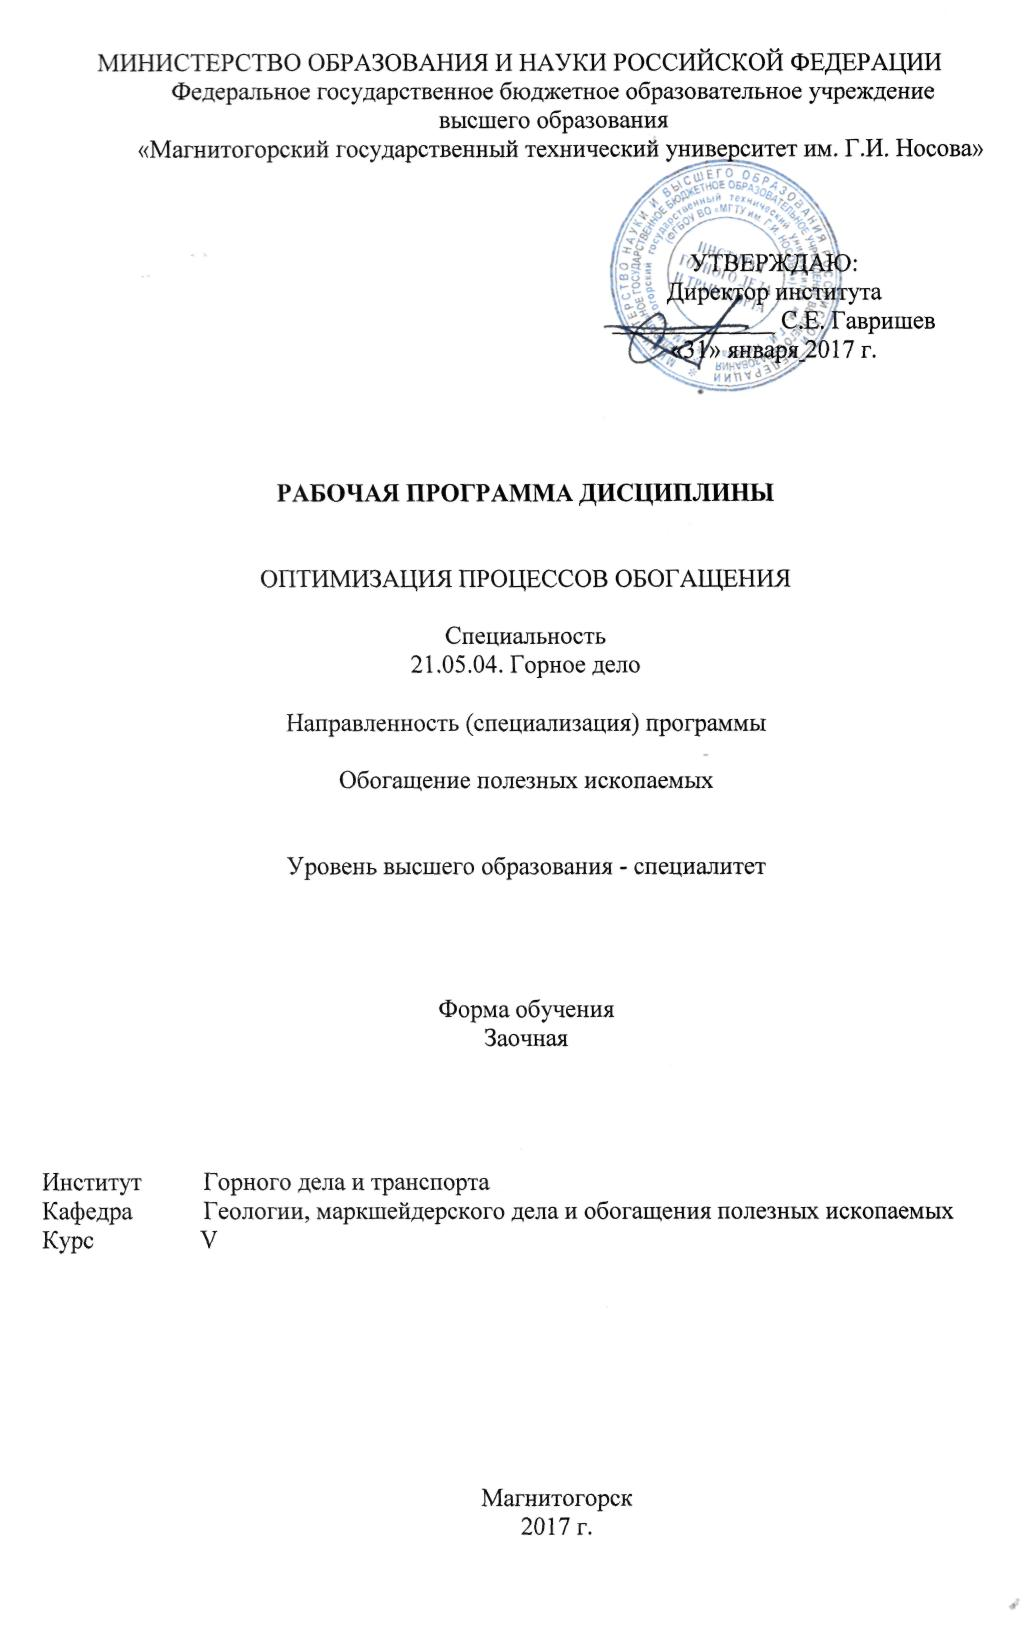 МИНИСТЕРСТВО ОБРАЗОВАНИЯ И НАУКИ РОССИЙСКОЙ ФЕДЕРАЦИИ
Федеральное государственное бюджетное образовательное учреждение
высшего образования
«Магнитогорский государственный технический университет им. Г.И. Носова»
УТВЕРЖДАЮ:
Директор института
С.Е. Гавришев
«31» января 2017 г.
РАБОЧАЯ ПРОГРАММА ДИСЦИПЛИНЫ
ОПТИМИЗАЦИЯ ПРОЦЕССОВ ОБОГАЩЕНИЯ
Специальность
21.05.04. Горное дело
Направленность (специализация) программы
Обогащение полезных ископаемых
Уровень высшего образования - специалитет
Форма обучения
Заочная
Институт Горного дела и транспорта
Кафедра Геологии, маркшейдерского дела и обогащения полезных ископаемых
Курс V
Магнитогорск
2017 г.